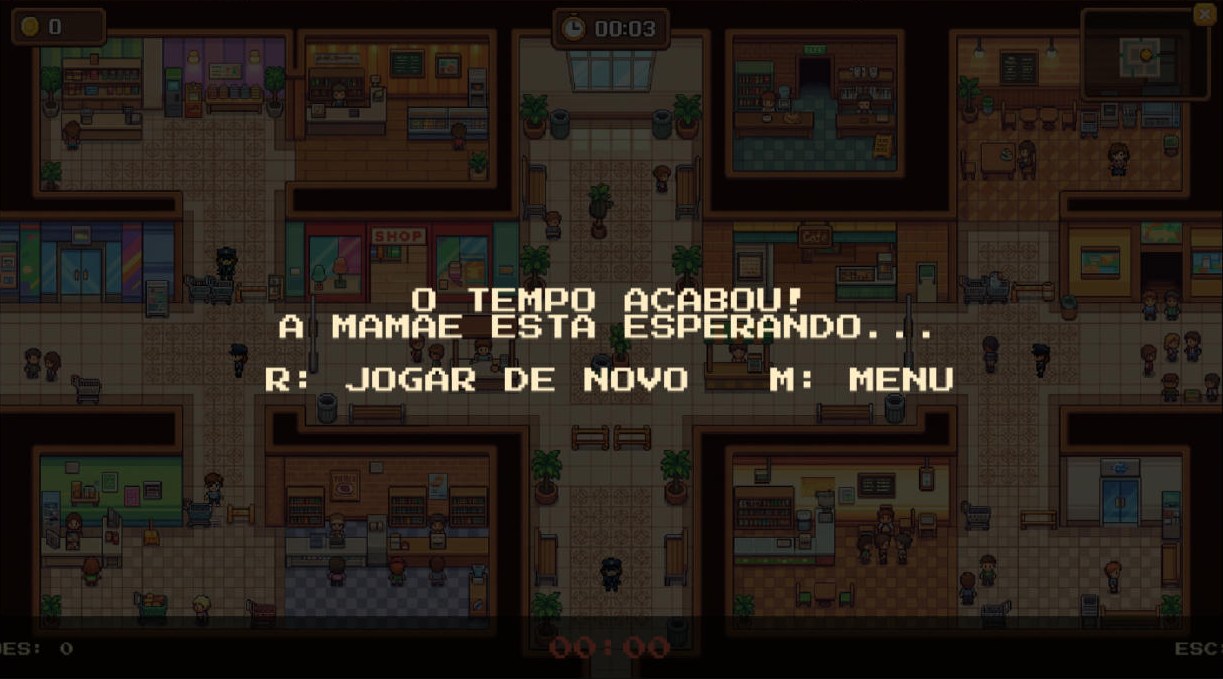 0
00:03
SHOP
Cafe
O TEMPO ACABOU!
A MAMAE ESTA ESPERANDO...
R: JOGAR DE NOVO M: MENU
DES: 0
00:00
ESC: